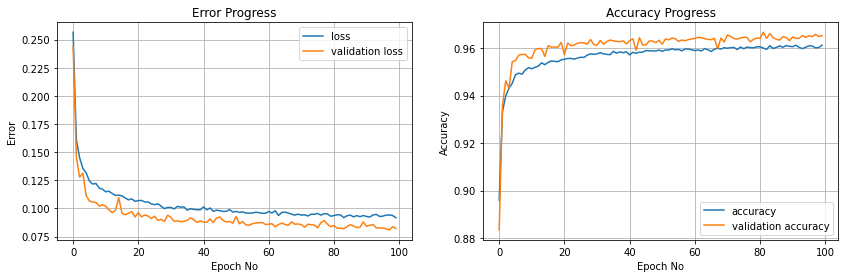 Error Progress
0.250
0.225
0.200
0.175
0.150
0.125
0.100
0.075
Error
0 20 40 60 80 100
Epoch No
loss
validation loss
Accuracy Progress
0.96
0.94
0.92
0.90
0.88
Accuracy
0 20 40 60 80 100
Epoch No
accuracy
validation accuracy